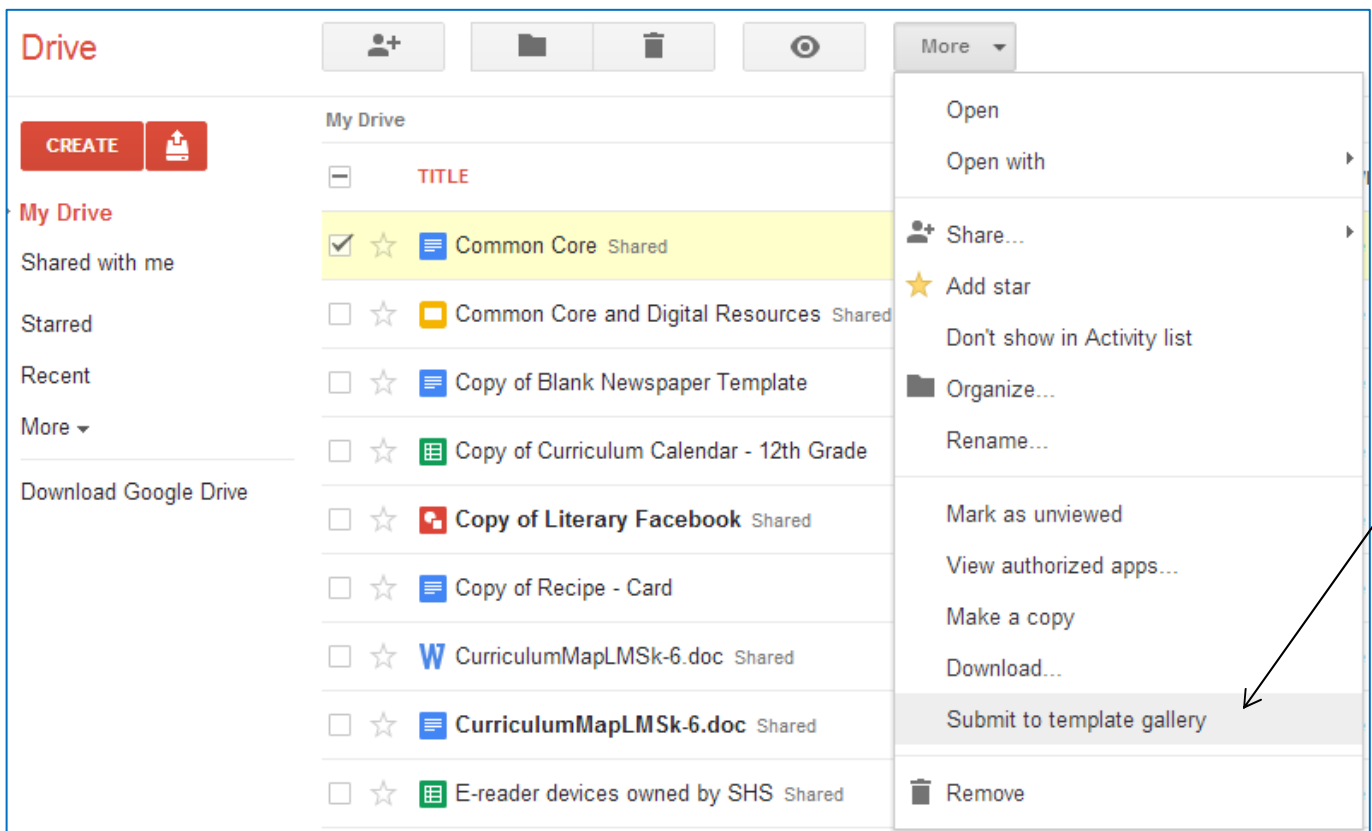 Drive
More
CREATE
My Drive
Shared with me
Starred
Recent
More
Download Google Drive
My Drive
TITLE
Common Core Shared
Common Core and Digital Resources Shared
Copy of Blank Newspaper Template
Copy of Curriculum Calendar - 12th Grade
Copy of Literary Facebook Shared
Copy of Recipe - Card
W CurriculumMapLMSk-6.doc Shared
CurriculumMapLMSk-6.doc Shared
E-reader devices owned by SHS Shared
Open
Open with
Share...
Add star
Don't show in Activity list
Organize...
Rename...
Mark as unviewed
View authorized apps...
Make a copy
Download...
Submit to template gallery
Remove